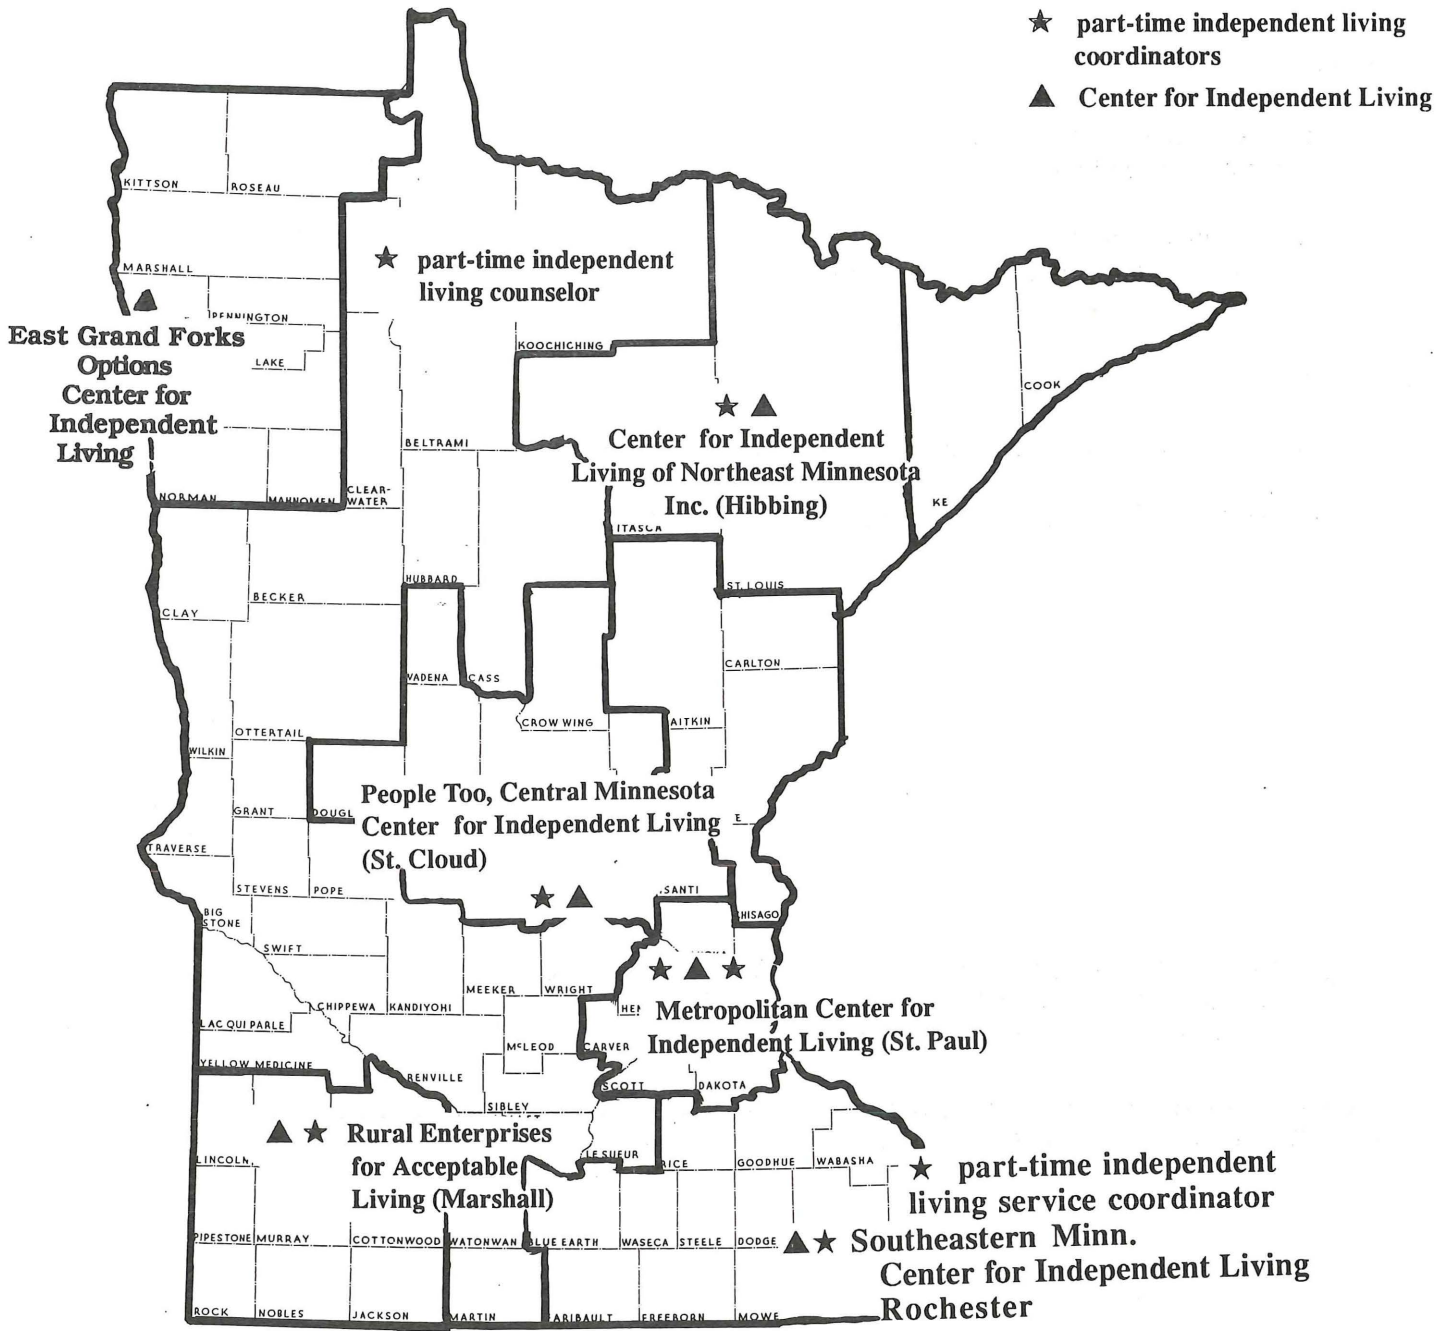 ★ part-time independent living
coordinators
▲ Center for Independent Living
KITTSON
ROSEAU
MARSHALL
★ part-time independent
living counselor
PENNINGTON
East Grand Forks
Options
Center for
Independent
Living
LAKE
KOOCHICHING
COOK
BELTRAMI
★ ▲
Center for Independent
Living of Northeast Minnesota
Inc. (Hibbing)
NORMAN
MAHNOMEN
CLEAR-
WATER
KE
ITASCA
HUBBARD
ST. LOUIS
BECKER
CLAY
CARLTON
WADENA
CASS
CROW WING
AITKIN
OTTERTAIL
WILKIN
People Too, Central Minnesota
Center for Independent Living
(St. Cloud)
GRANT
DOUGL
E
TRAVERSE
STEVENS
POPE
★ ▲
SANTI
BIG
STONE
HISAGO
SWIFT
★ ▲ ★
Metropolitan Center for
Independent Living (St. Paul)
MEEKER
WRIGHT
HEN
CHIPPEWA
KANDIYOHI
LAC QUI PARLE
McLEOD
CARVER
YELLOW MEDICINE
RENVILLE
SCOTT
DAKOTA
SIBLEY
▲ ★ Rural Enterprises
for Acceptable
Living (Marshall)
LINCOLN
LE SUEUR
RICE
GOODHUE
WABASHA
★ part-time independent
living service coordinator
PIPESTONE
MURRAY
COTTONWOOD
WATONWAN
BLUE EARTH
WASECA
STEELE
DODGE
▲ ★ Southeastern Minn.
Center for Independent Living
Rochester
ROCK
NOBLES
JACKSON
MARTIN
FARIBAULT
FREEBORN
MOWE